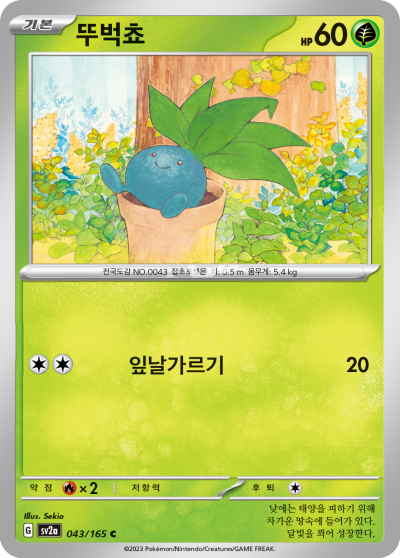 기본 뚜벅쵸 HP 60
전국도감 NO.0043 잡초포켓몬 키: 0.5 m 몸무게: 5.4 kg
잎날가르기 20
약점 ×2 저항력 후퇴
Illus. Sekio
G sv2a 043/165 C
낮에는 태양을 피하기 위해
차가운 땅속에 들어가 있다.
달빛을 쬐어 성장한다.
©2023 Pokémon/Nintendo/Creatures/GAME FREAK.